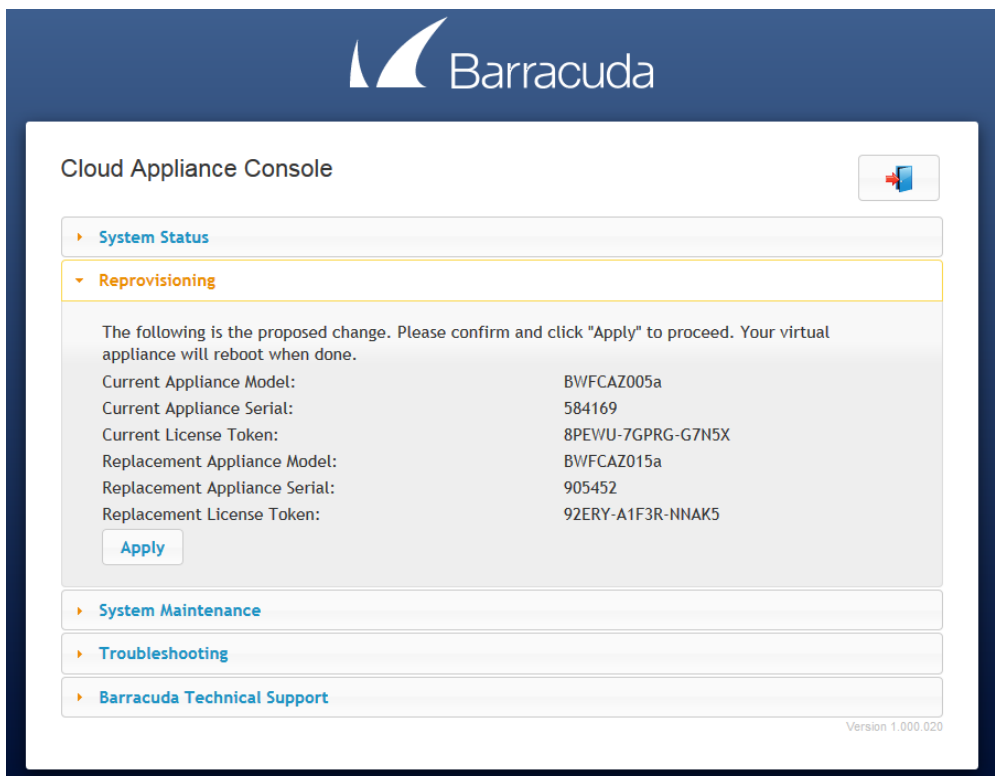 Barracuda
Cloud Appliance Console
System Status
Reprovisioning
The following is the proposed change. Please confirm and click "Apply" to proceed. Your virtual
appliance will reboot when done.
Current Appliance Model: BWFCAZ005a
Current Appliance Serial: 584169
Current License Token: 8PEWU-7GPRG-G7N5X
Replacement Appliance Model: BWFCAZ015a
Replacement Appliance Serial: 905452
Replacement License Token: 92ERY-A1F3R-NNAK5
Apply
System Maintenance
Troubleshooting
Barracuda Technical Support
Version 1.000.020